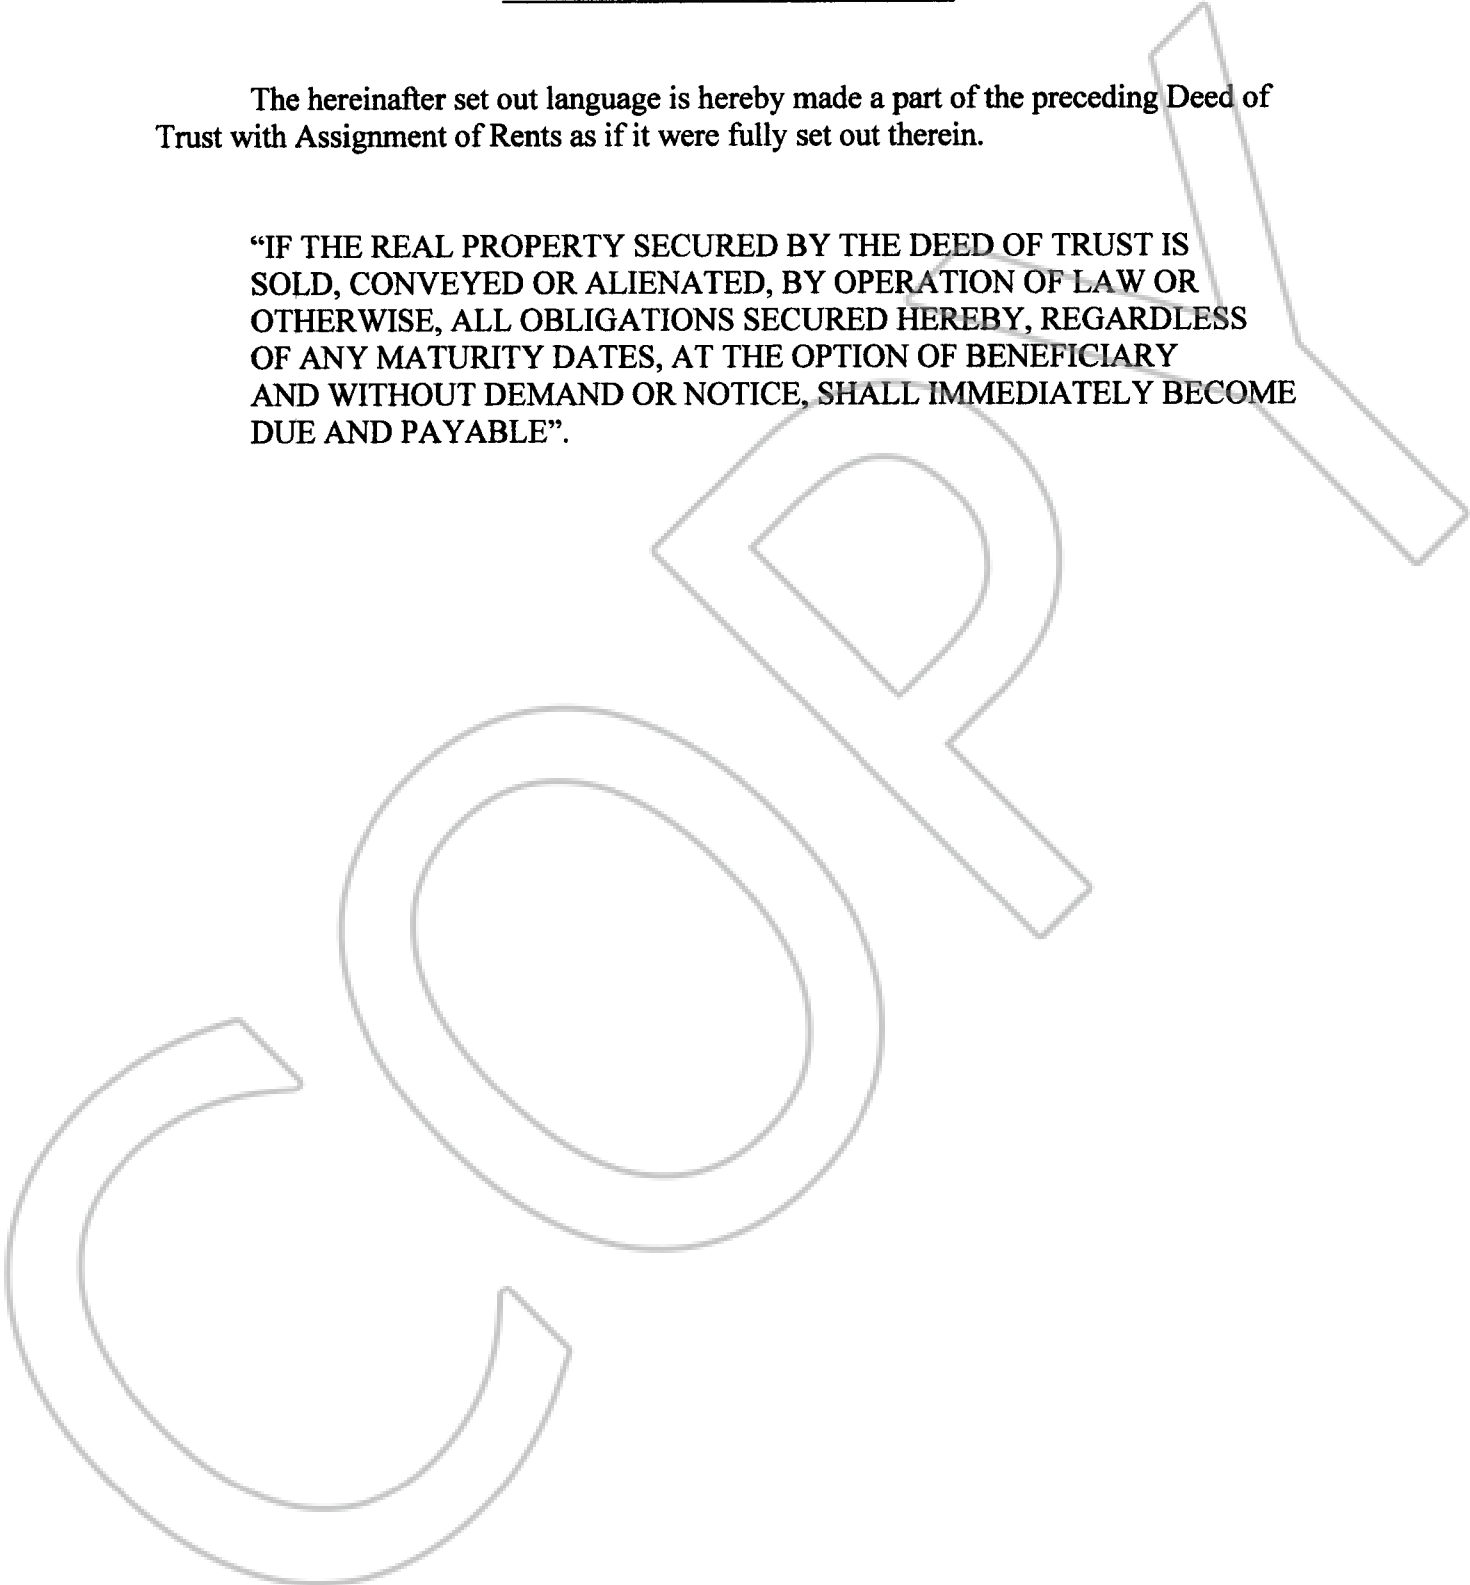 The hereinafter set out language is hereby made a part of the preceding Deed of
Trust with Assignment of Rents as if it were fully set out therein.
“IF THE REAL PROPERTY SECURED BY THE DEED OF TRUST IS
SOLD, CONVEYED OR ALIENATED, BY OPERATION OF LAW OR
OTHERWISE, ALL OBLIGATIONS SECURED HEREBY, REGARDLESS
OF ANY MATURITY DATES, AT THE OPTION OF BENEFICIARY
AND WITHOUT DEMAND OR NOTICE, SHALL IMMEDIATELY BECOME
DUE AND PAYABLE”.
COPY